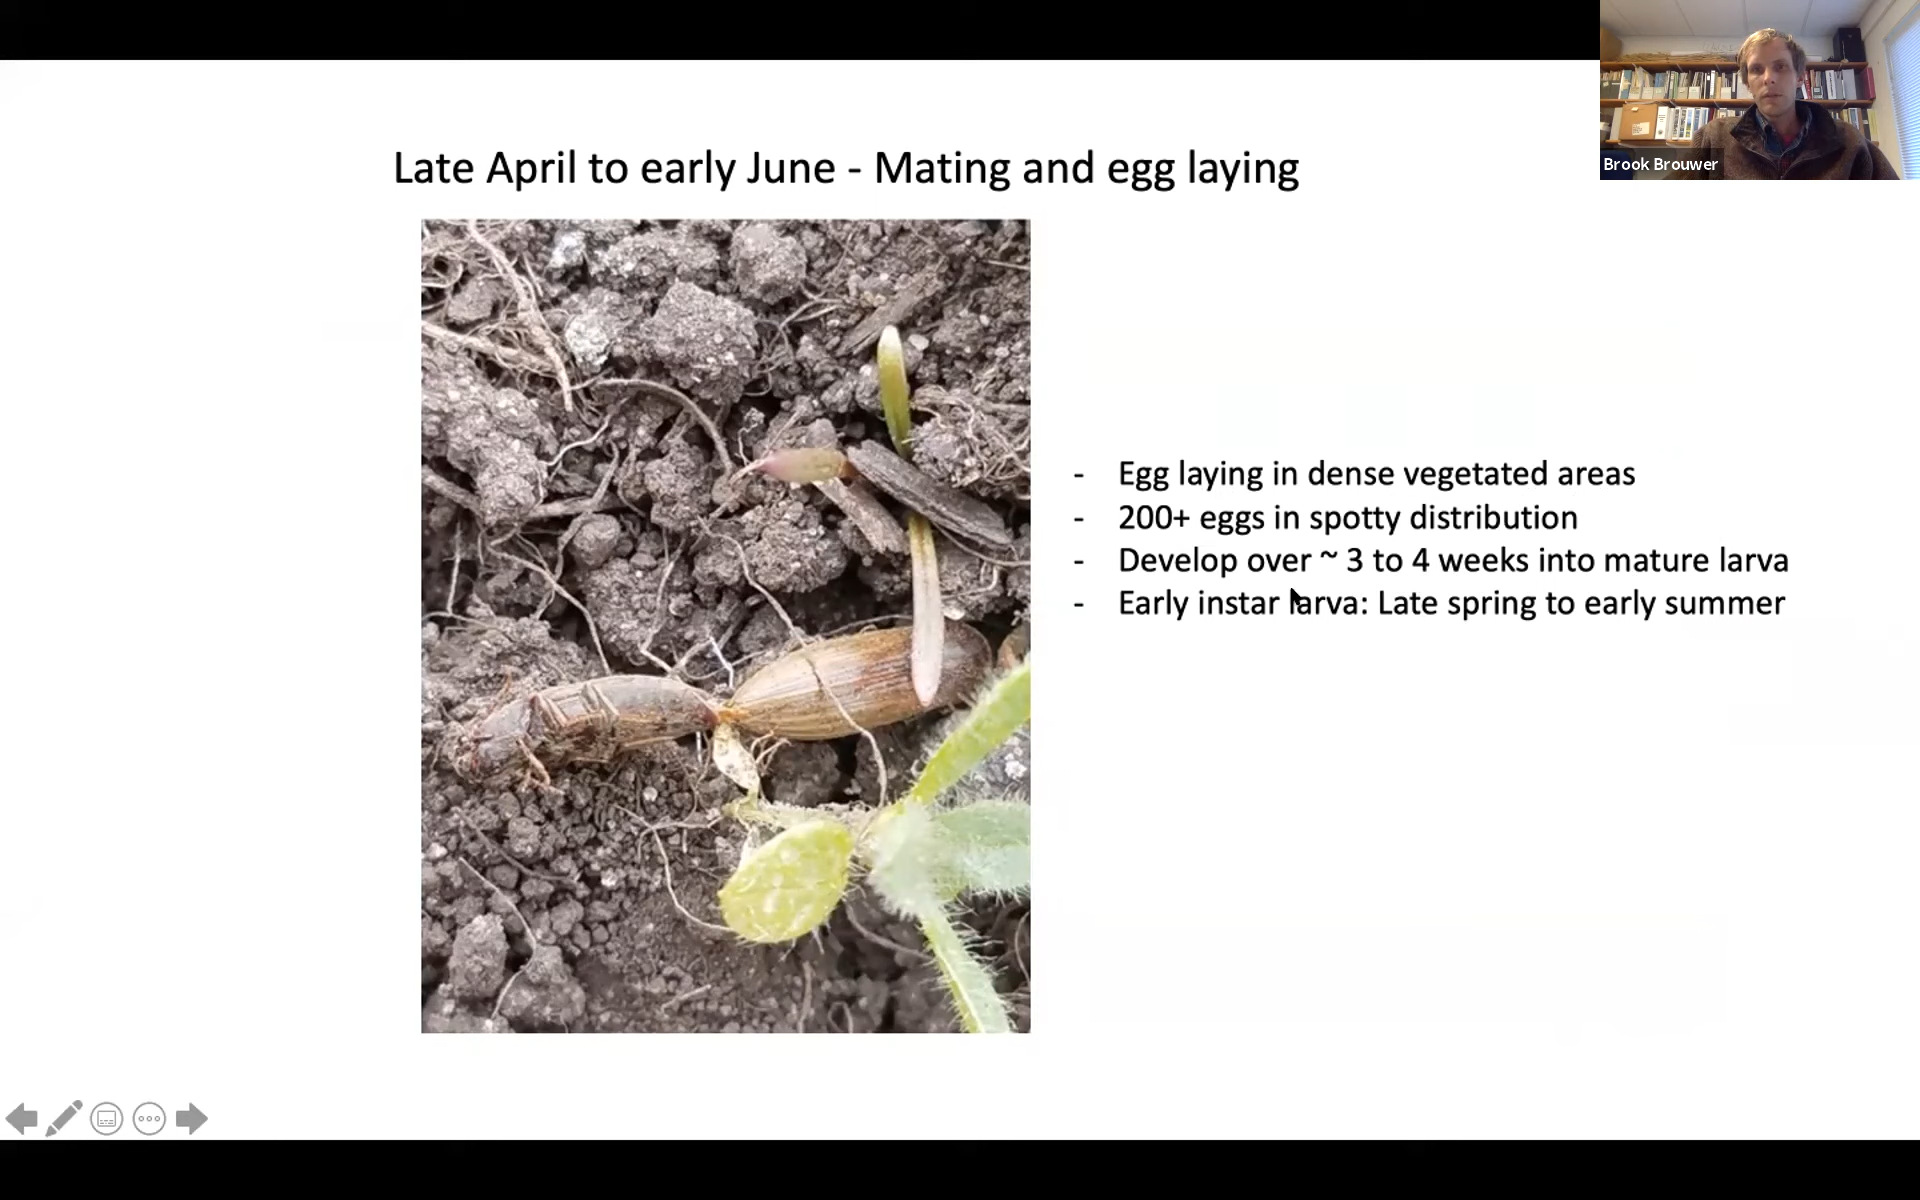 Brook Brouwer
Late April to early June - Mating and egg laying
- Egg laying in dense vegetated areas
- 200+ eggs in spotty distribution
- Develop over ~ 3 to 4 weeks into mature larva
- Early instar larva: Late spring to early summer